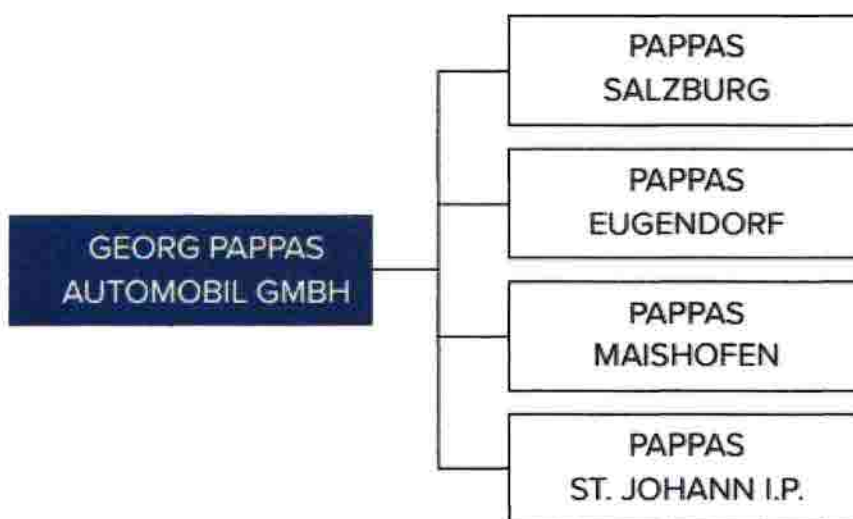 PAPPAS
SALZBURG
PAPPAS
EUGENDORF
GEORG PAPPAS
AUTOMOBIL GMBH
PAPPAS
MAISHOFEN
PAPPAS
ST. JOHANN I.P.